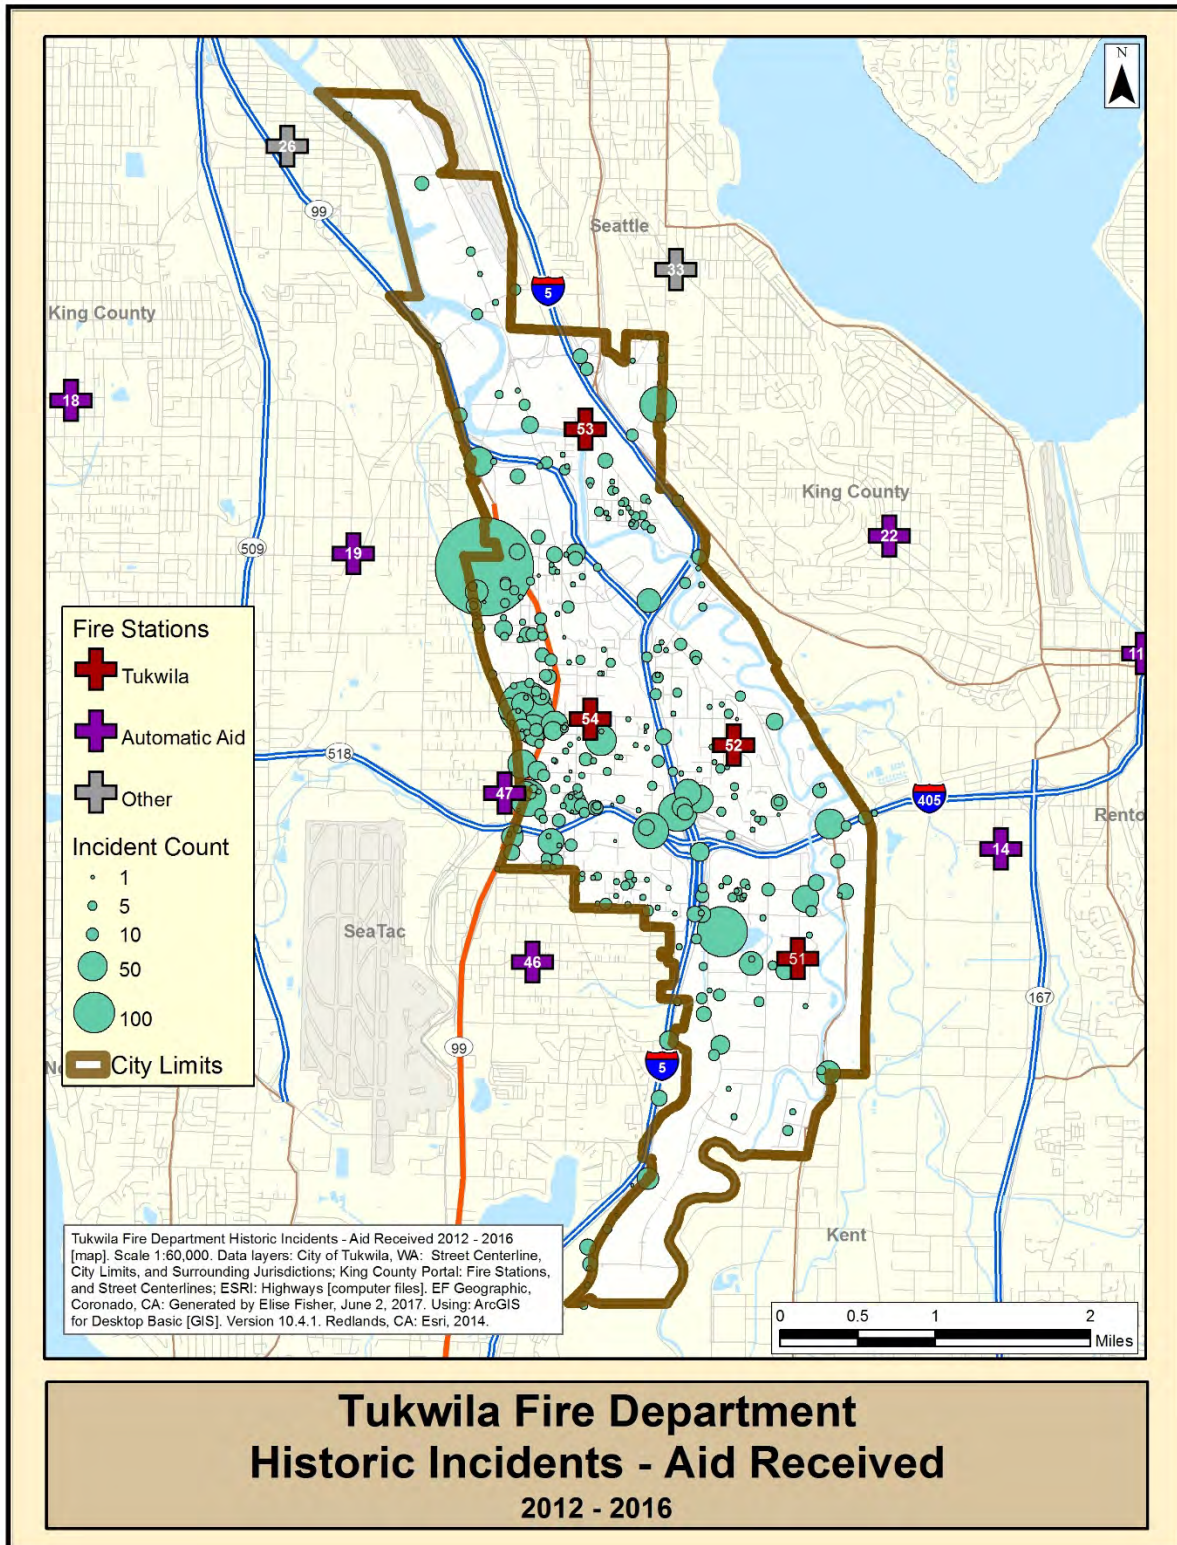 N
26
99
Seattle
33
5
King County
18
53
King County
22
19
509
11
Fire Stations
Tukwila
Automatic Aid
Other
Incident Count
1
5
10
50
100
City Limits
54
52
518
47
405
Rento
14
SeaTac
46
51
167
99
5
Kent
Tukwila Fire Department Historic Incidents - Aid Received 2012 - 2016
[map]. Scale 1:60,000. Data layers: City of Tukwila, WA: Street Centerline,
City Limits, and Surrounding Jurisdictions; King County Portal: Fire Stations,
and Street Centerlines; ESRI: Highways [computer files]. EF Geographic,
Coronado, CA: Generated by Elise Fisher, June 2, 2017. Using: ArcGIS
for Desktop Basic [GIS]. Version 10.4.1. Redlands, CA: Esri, 2014.
0 0.5 1 2
Miles
Tukwila Fire Department
Historic Incidents - Aid Received
2012 - 2016